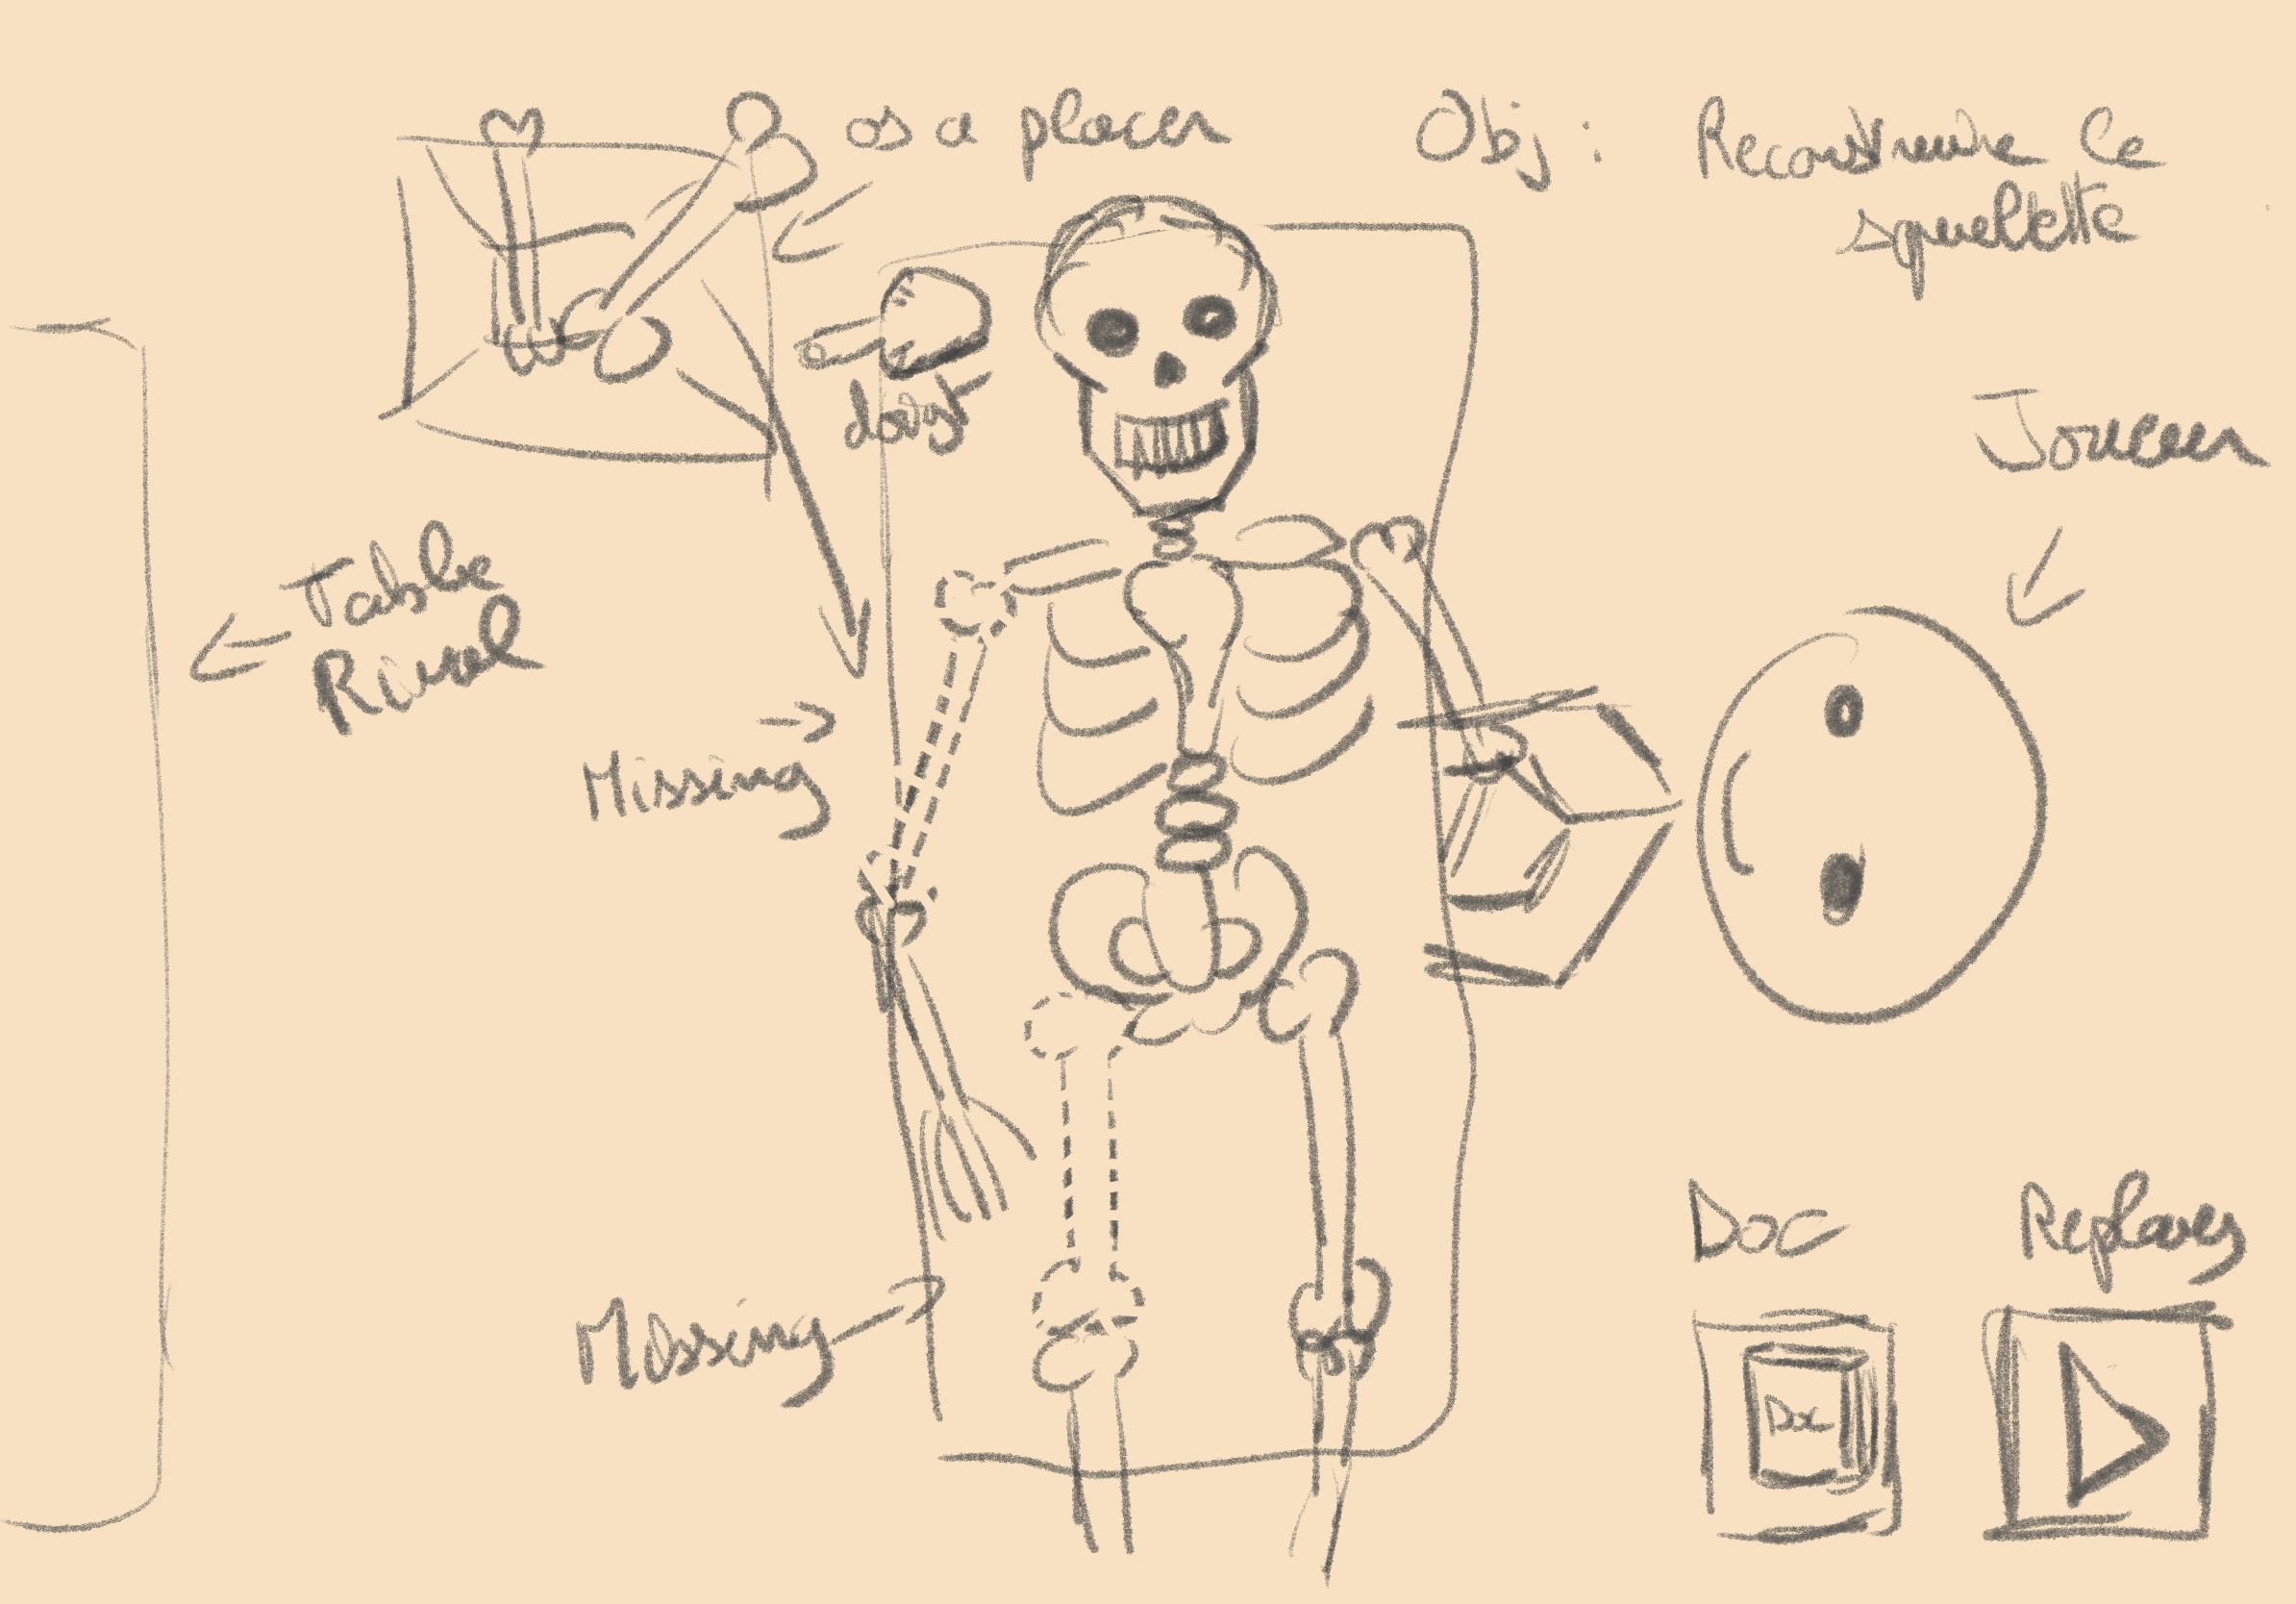 os a placer
Obj : Reconstruire le
squelette
doigt
Joueur
Table
Rival
Missing
Missing
Doc
Replay
Doc